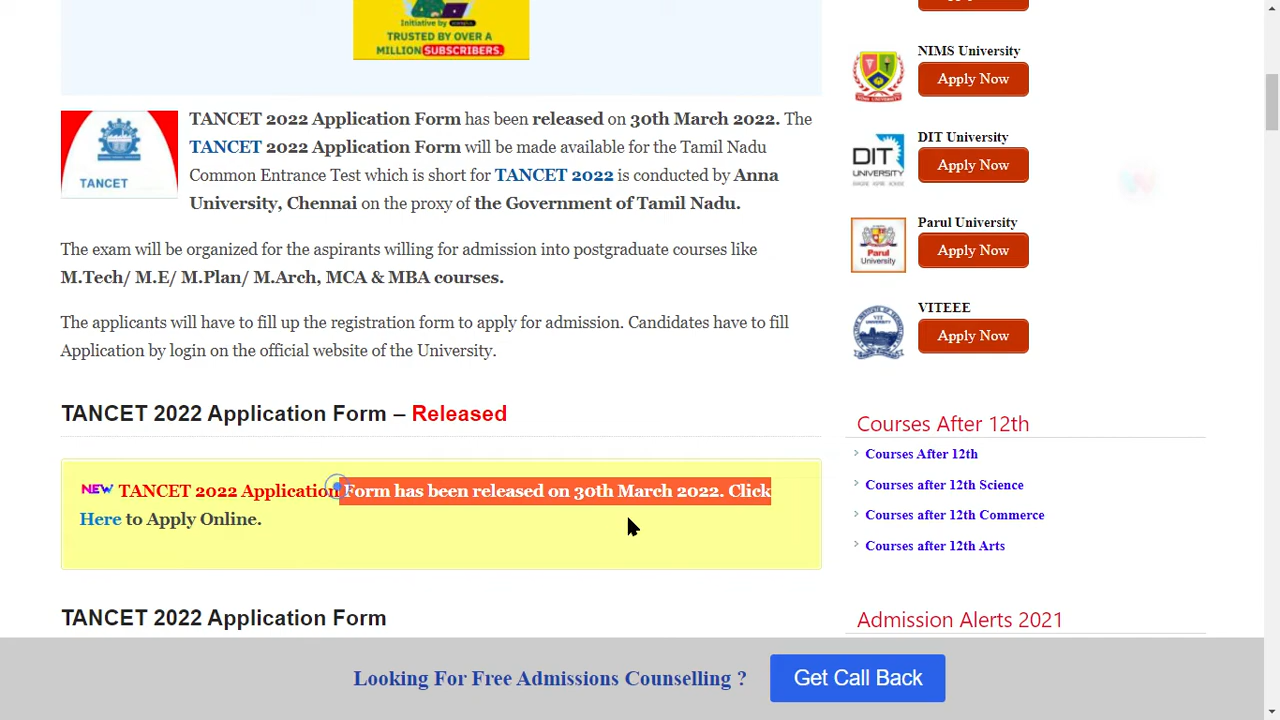 Initiative by
TRUSTED BY OVER A
MILLION SUBSCRIBERS.
TANCET
TANCET 2022 Application Form has been released on 30th March 2022. The
TANCET 2022 Application Form will be made available for the Tamil Nadu
Common Entrance Test which is short for TANCET 2022 is conducted by Anna
University, Chennai on the proxy of the Government of Tamil Nadu.
The exam will be organized for the aspirants willing for admission into postgraduate courses like
M.Tech/ M.E/ M.Plan/ M.Arch, MCA & MBA courses.
The applicants will have to fill up the registration form to apply for admission. Candidates have to fill
Application by login on the official website of the University.
TANCET 2022 Application Form – Released
NEW TANCET 2022 Application Form has been released on 30th March 2022. Click
Here to Apply Online.
TANCET 2022 Application Form
NIMS University
Apply Now
DIT UNIVERSITY
DIT University
Apply Now
Parul University
Parul University
Apply Now
VITEEE
Apply Now
Courses After 12th
Courses After 12th
Courses after 12th Science
Courses after 12th Commerce
Courses after 12th Arts
Admission Alerts 2021
Looking For Free Admissions Counselling ?
Get Call Back